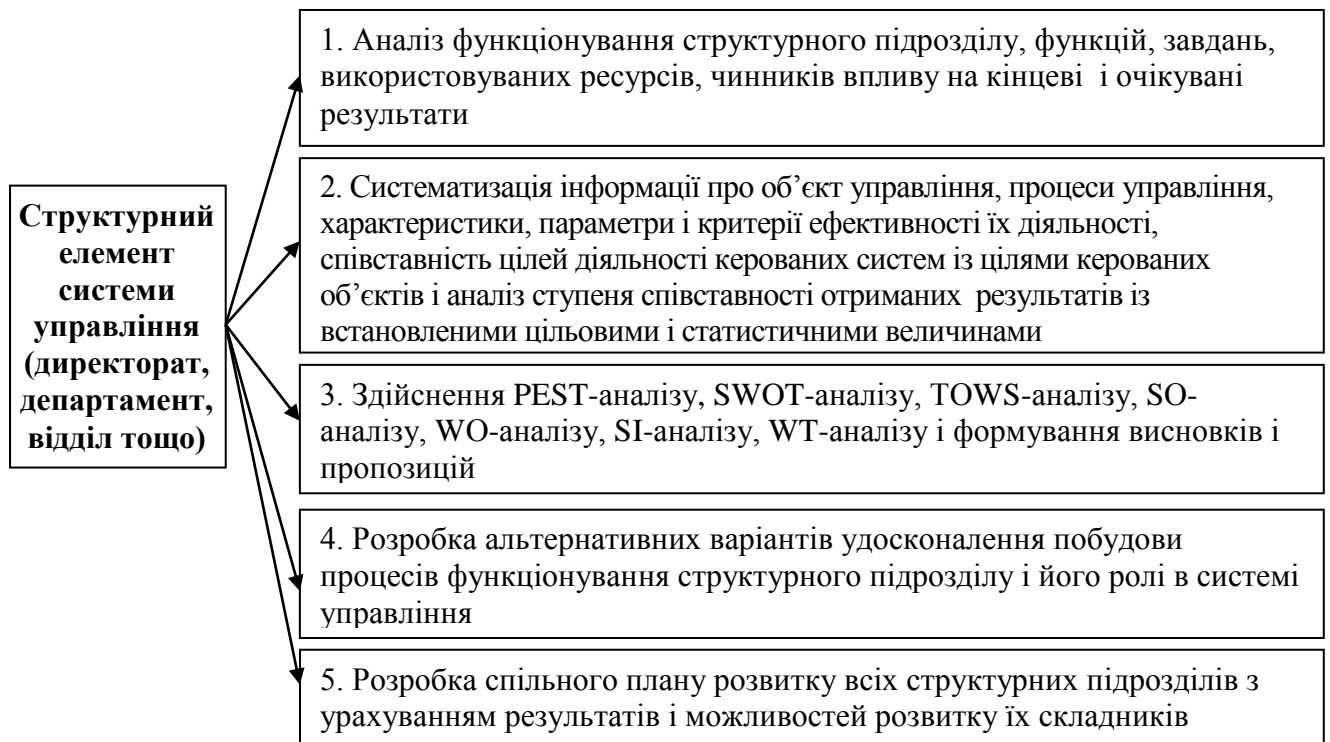 1. Аналіз функціонування структурного підрозділу, функцій, завдань,
використовуваних ресурсів, чинників впливу на кінцеві і очікувані
результати
2. Систематизація інформації про об’єкт управління, процеси управління,
характеристики, параметри і критерії ефективності їх діяльності,
співставність цілей діяльності керованих систем із цілями керованих
об’єктів і аналіз ступеня співставності отриманих результатів із
встановленими цільовими і статистичними величинами
Структурний
елемент
системи
управління
(директорат,
департамент,
відділ тощо)
3. Здійснення PEST-аналізу, SWOT-аналізу, TOWS-аналізу, SO-
аналізу, WO-аналізу, SI-аналізу, WT-аналізу і формування висновків і
пропозицій
4. Розробка альтернативних варіантів удосконалення побудови
процесів функціонування структурного підрозділу і його ролі в системі
управління
5. Розробка спільного плану розвитку всіх структурних підрозділів з
урахуванням результатів і можливостей розвитку їх складників